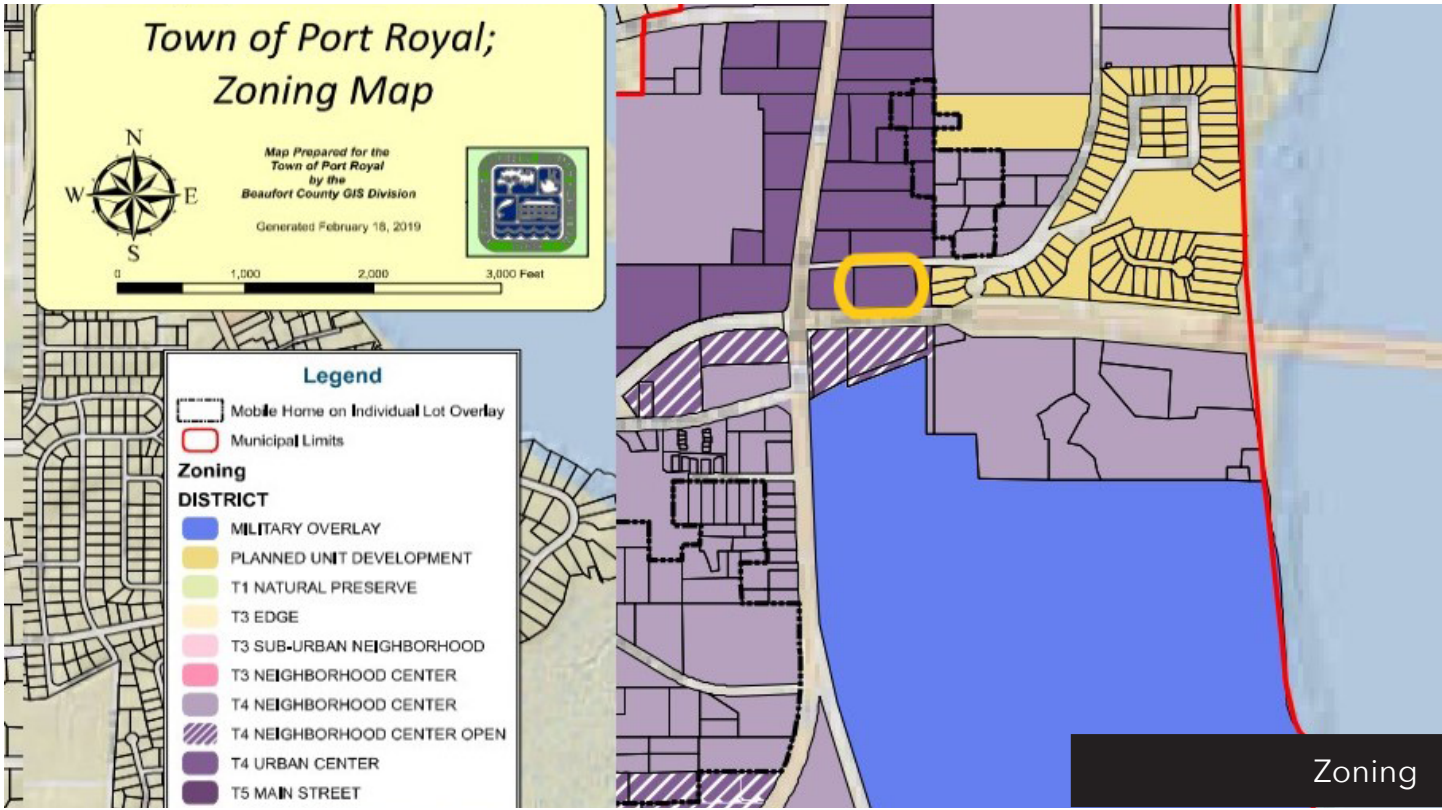 Town of Port Royal;
Zoning Map
N
W
E
S
Map Prepared for the
Town of Port Royal
by the
Beaufort County GIS Division
Generated February 18, 2019
0 1,000 2,000 3,000 Feet
Legend
Mobile Home on Individual Lot Overlay
Municipal Limits
Zoning
DISTRICT
MILITARY OVERLAY
PLANNED UNIT DEVELOPMENT
T1 NATURAL PRESERVE
T3 EDGE
T3 SUB-URBAN NEIGHBORHOOD
T3 NEIGHBORHOOD CENTER
T4 NEIGHBORHOOD CENTER
T4 NEIGHBORHOOD CENTER OPEN
T4 URBAN CENTER
T5 MAIN STREET
Zoning